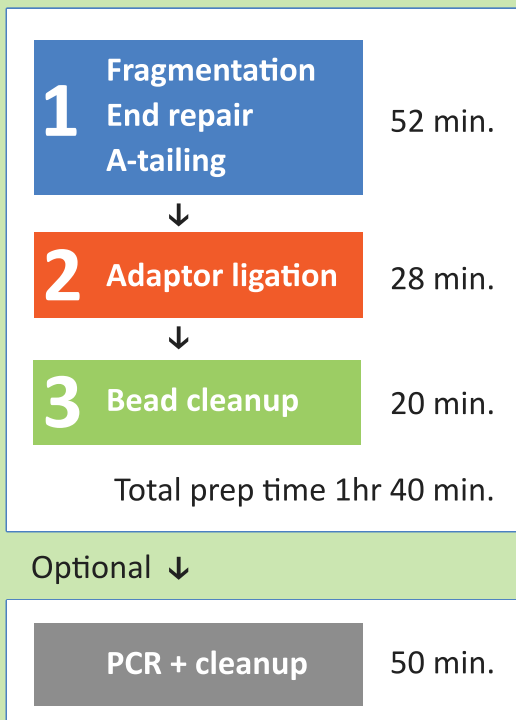 1
Fragmentation
End repair
A-tailing
52 min.
↓
2 Adaptor ligation 28 min.
↓
3 Bead cleanup 20 min.
Total prep time 1hr 40 min.
Optional ↓
PCR + cleanup 50 min.